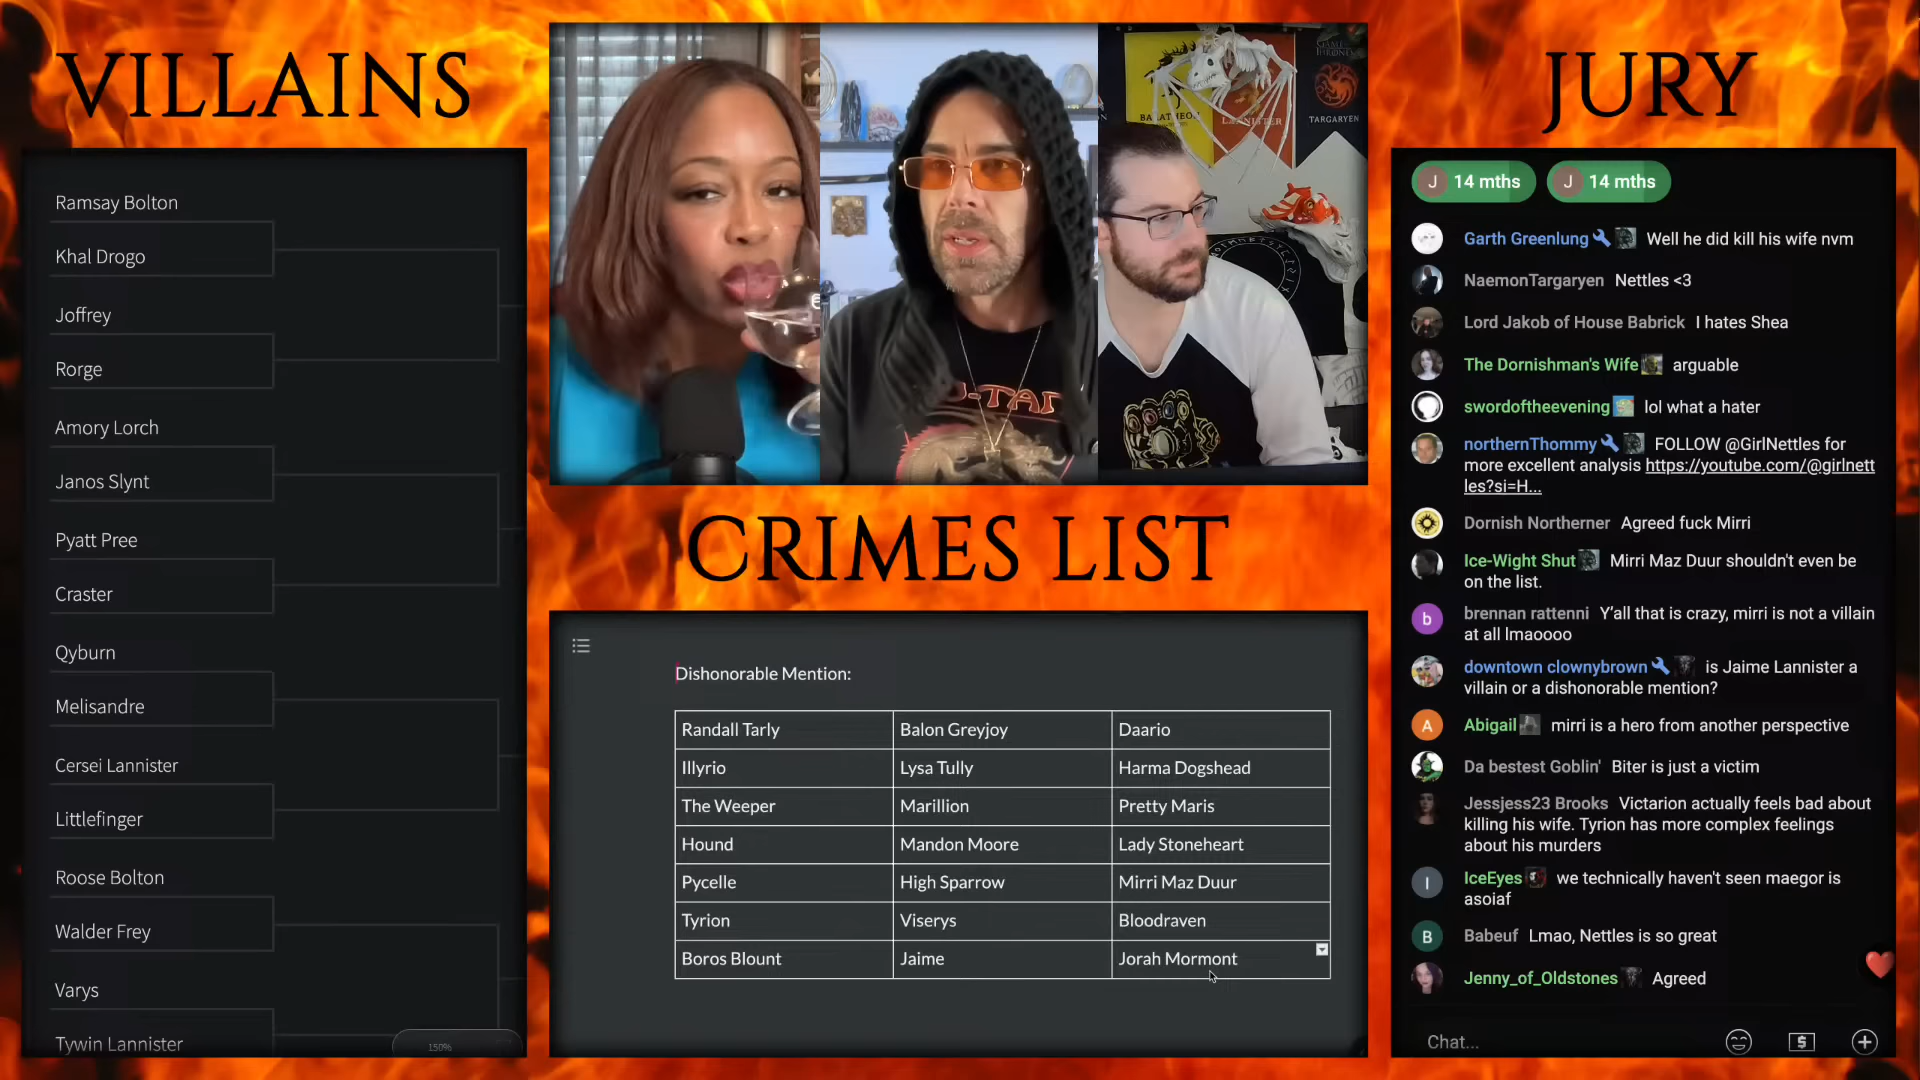 VILLAINS
Ramsay Bolton
Khal Drogo
Joffrey
Rorge
Amory Lorch
Janos Slynt
Pyatt Pree
Craster
Qyburn
Melisandre
Cersei Lannister
Littlefinger
Roose Bolton
Walder Frey
Varys
Tywin Lannister
150%
GAME
THRONES
LANNISTER
TARGARYEN
CRIMES LIST
Dishonorable Mention:
Randall Tarly Balon Greyjoy Daario
Illyrio Lysa Tully Harma Dogshead
The Weeper Marillion Pretty Maris
Hound Mandon Moore Lady Stoneheart
Pycelle High Sparrow Mirri Maz Duur
Tyrion Viserys Bloodraven
Boros Blount Jaime Jorah Mormont
JURY
J 14 mths J 14 mths
Garth Greenlung Well he did kill his wife nvm
NaemonTargaryen Nettles <3
Lord Jakob of House Babrick I hates Shea
The Dornishman's Wife arguable
swordoftheevening lol what a hater
northernThommy FOLLOW @GirlNettles for
more excellent analysis https://youtube.com/@girlnett
les?si=H...
Dornish Northerner Agreed fuck Mirri
Ice-Wight Shut Mirri Maz Duur shouldn't even be
on the list.
b brennan rattenni Y'all that is crazy, mirri is not a villain
at all lmaoooo
downtown clownybrown is Jaime Lannister a
villain or a dishonorable mention?
A Abigail mirri is a hero from another perspective
Da bestest Goblin' Biter is just a victim
Jessjess23 Brooks Victarion actually feels bad about
killing his wife. Tyrion has more complex feelings
about his murders
I IceEyes we technically haven't seen maegor is
asoiaf
B Babeuf Lmao, Nettles is so great
Jenny_of_Oldstones Agreed
Chat...